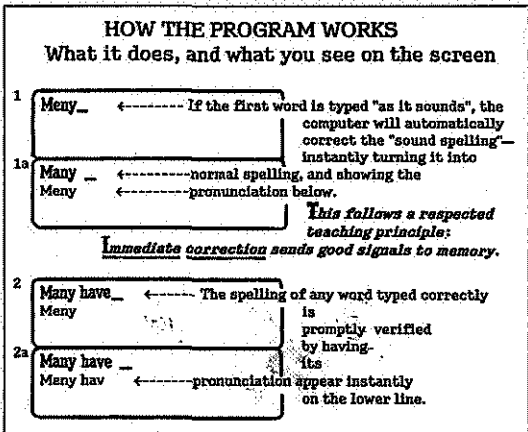 HOW THE PROGRAM WORKS
What it does, and what you see on the screen
1
Meny_ <-------- If the first word is typed "as it sounds", the
computer will automatically
correct the "sound spelling"—
instantly turning it into
1a
Many _ <--------normal spelling, and showing the
Meny <--------pronunciation below.
This follows a respected
teaching principle:
Immediate correction sends good signals to memory.
2
Many have_ <-------- The spelling of any word typed correctly
Meny
is
promptly verified
by having-
its
2a
Many have _
Meny hav <--------pronunciation appear instantly
on the lower line.